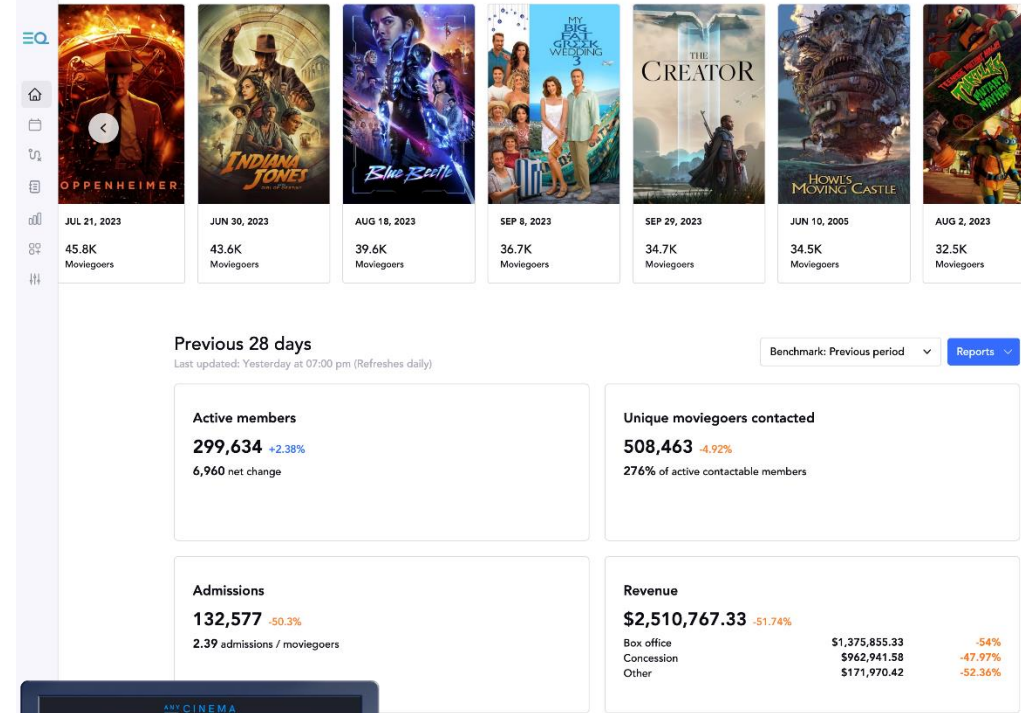 EQ
OPPENHEIMER
JUL 21, 2023
45.8K
Moviegoers
INDIANA
JONES
JUN 30, 2023
43.6K
Moviegoers
Blue Beetle
AUG 18, 2023
39.6K
Moviegoers
MY
BIG
FAT
GREEK
WEDDING
3
SEP 8, 2023
36.7K
Moviegoers
THE
CREATOR
SEP 29, 2023
34.7K
Moviegoers
HOWL'S
MOVING CASTLE
JUN 10, 2005
34.5K
Moviegoers
TURTLES
MUTANT
MAYHEM
AUG 2, 2023
32.5K
Moviegoers
Previous 28 days
Last updated: Yesterday at 07:00 pm (Refreshes daily)
Benchmark: Previous period
Reports
Active members
299,634 +2.38%
6,960 net change
Unique moviegoers contacted
508,463 -4.92%
276% of active contactable members
Admissions
132,577 -50.3%
2.39 admissions / moviegoers
Revenue
$2,510,767.33 -51.74%
Box office $1,375,855.33 -54%
Concession $962,941.58 -47.97%
Other $171,970.42 -52.36%
ANY CINEMA